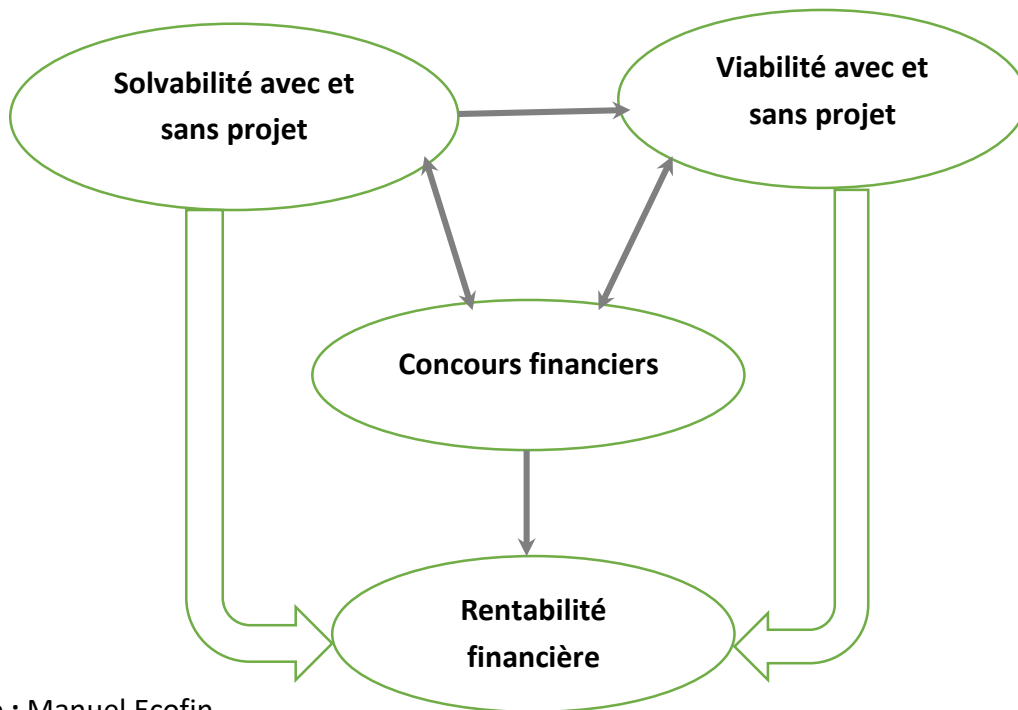 Solvabilité avec et
sans projet
Viabilité avec et
sans projet
Concours financiers
Rentabilité
financière
: Manuel Ecofin